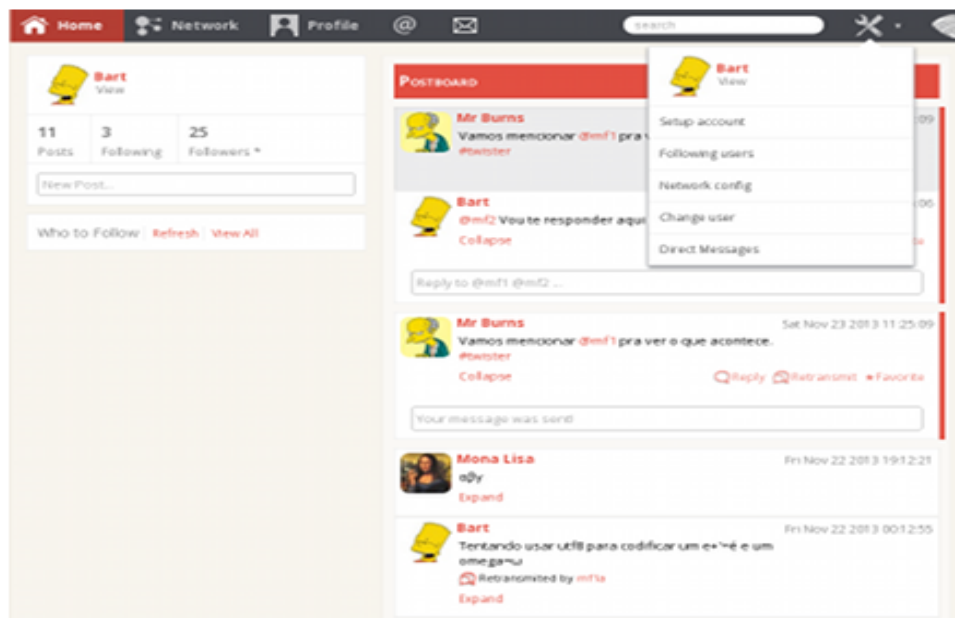 Home Network Profile @ search
Bart
View
11 3 25
Posts Following Followers *
New Post...
Who to Follow Refresh View All
POSTBOARD
Mr Burns :09
Vamos mencionar @mf1 pra v
#twister
Bart :06
@mf2 Vou te responder aqui
Collapse
Reply to @mf1 @mf2 ...
Mr Burns Sat Nov 23 2013 11:25:09
Vamos mencionar @mf1 pra ver o que acontece.
#twister
Collapse Reply Retransmit Favorite
Your message was sent!
Mona Lisa Fri Nov 22 2013 19:12:21
αβγ
Expand
Bart Fri Nov 22 2013 00:12:55
Tentando usar utf8 para codificar um e+´=é e um
omega=ω
Retransmited by mf1a
Expand
Bart
View
Setup account
Following users
Network config
Change user
Direct Messages